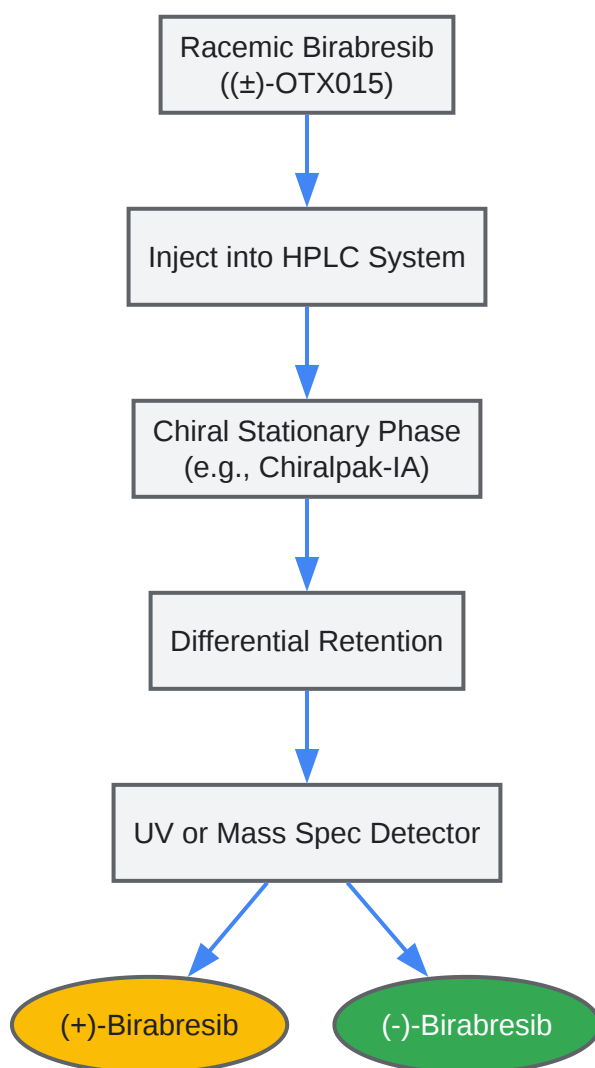 Racemic Birabresib
((±)-OTX015)
Inject into HPLC System
Chiral Stationary Phase
(e.g., Chiralpak-IA)
Differential Retention
UV or Mass Spec Detector
(+)-Birabresib
(-)-Birabresib